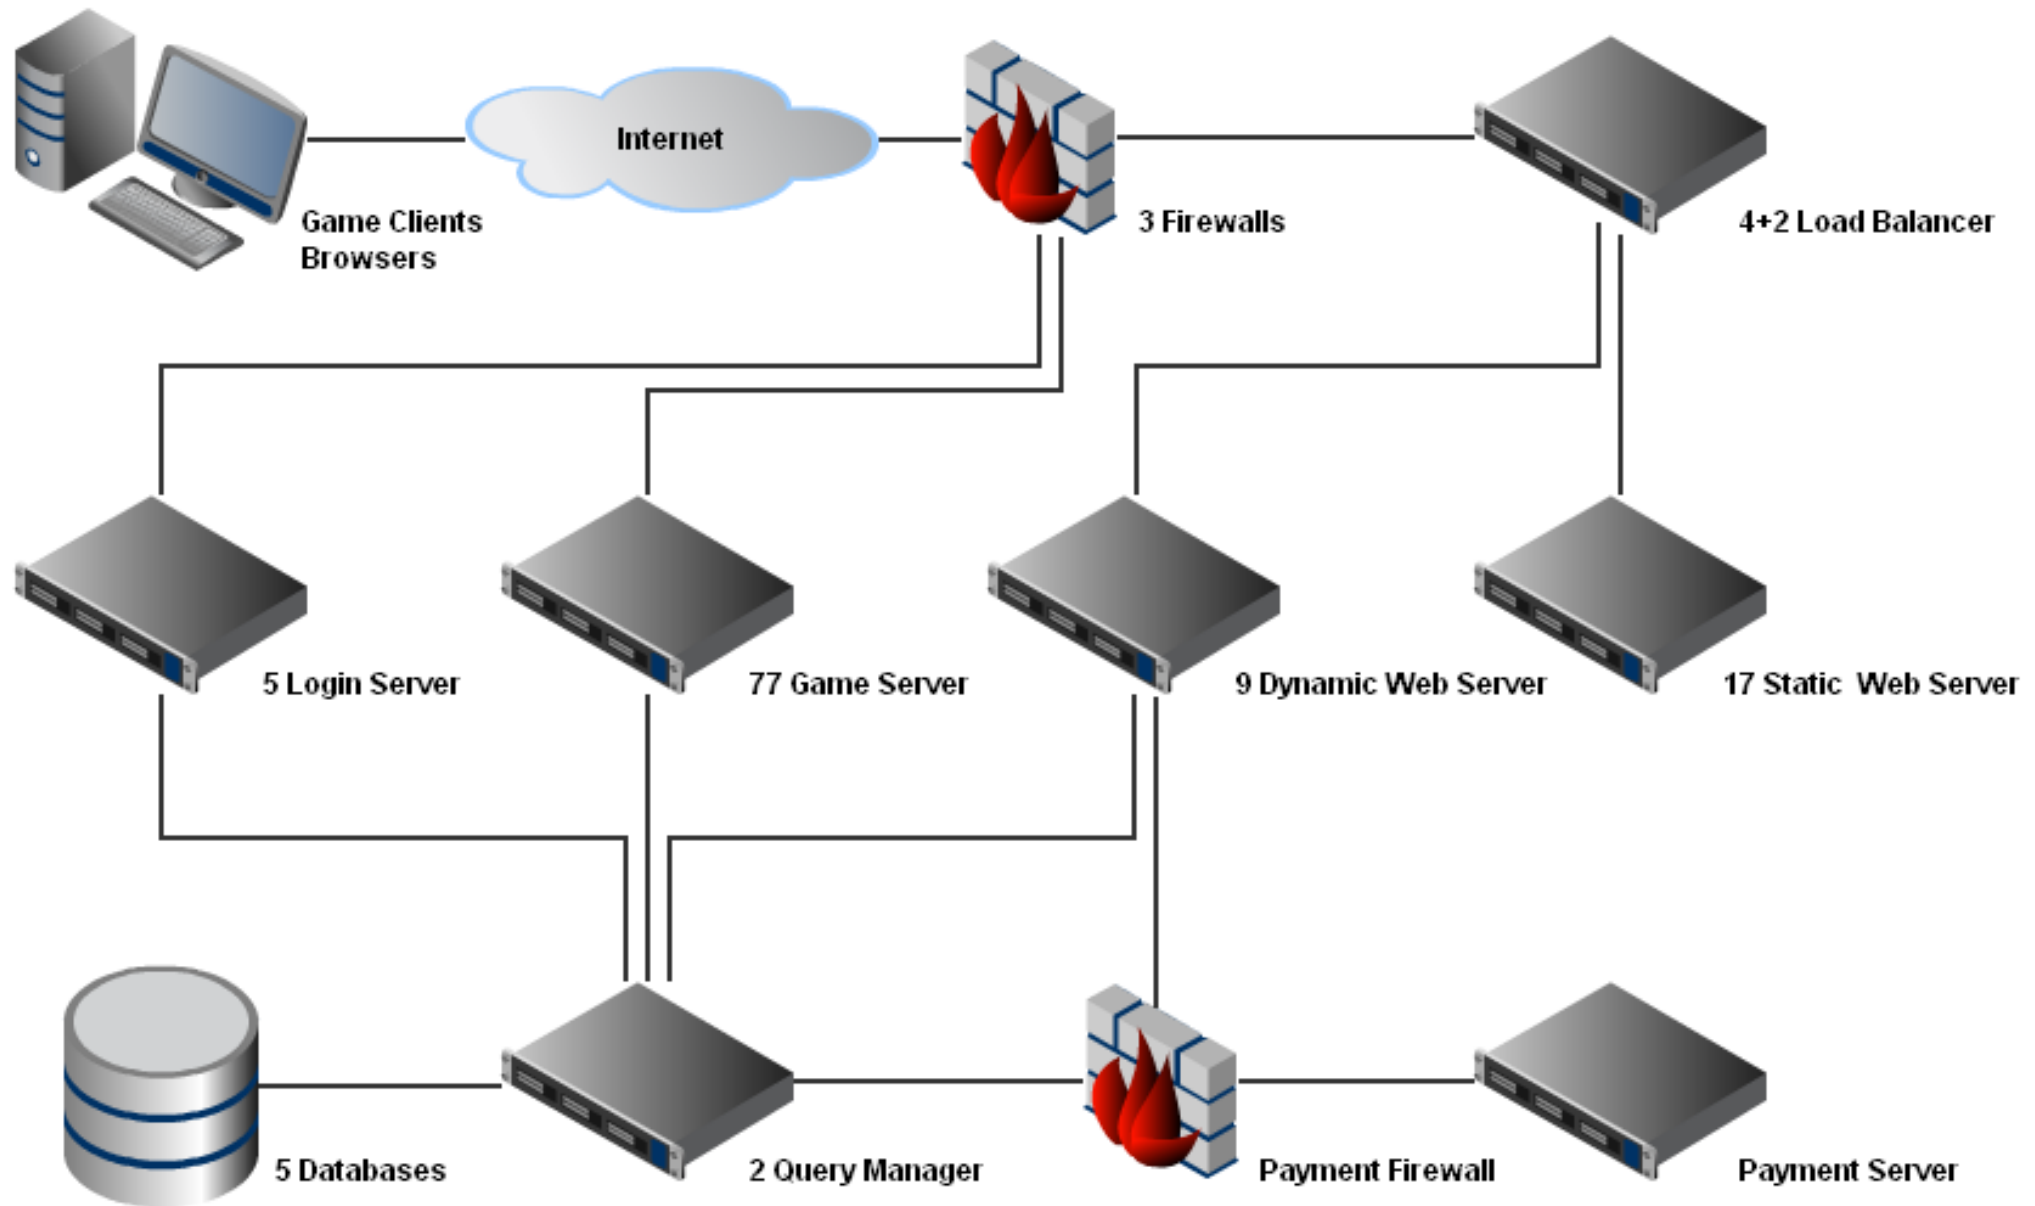 Internet
Game Clients
Browsers
3 Firewalls
4+2 Load Balancer
5 Login Server
77 Game Server
9 Dynamic Web Server
17 Static Web Server
5 Databases
2 Query Manager
Payment Firewall
Payment Server